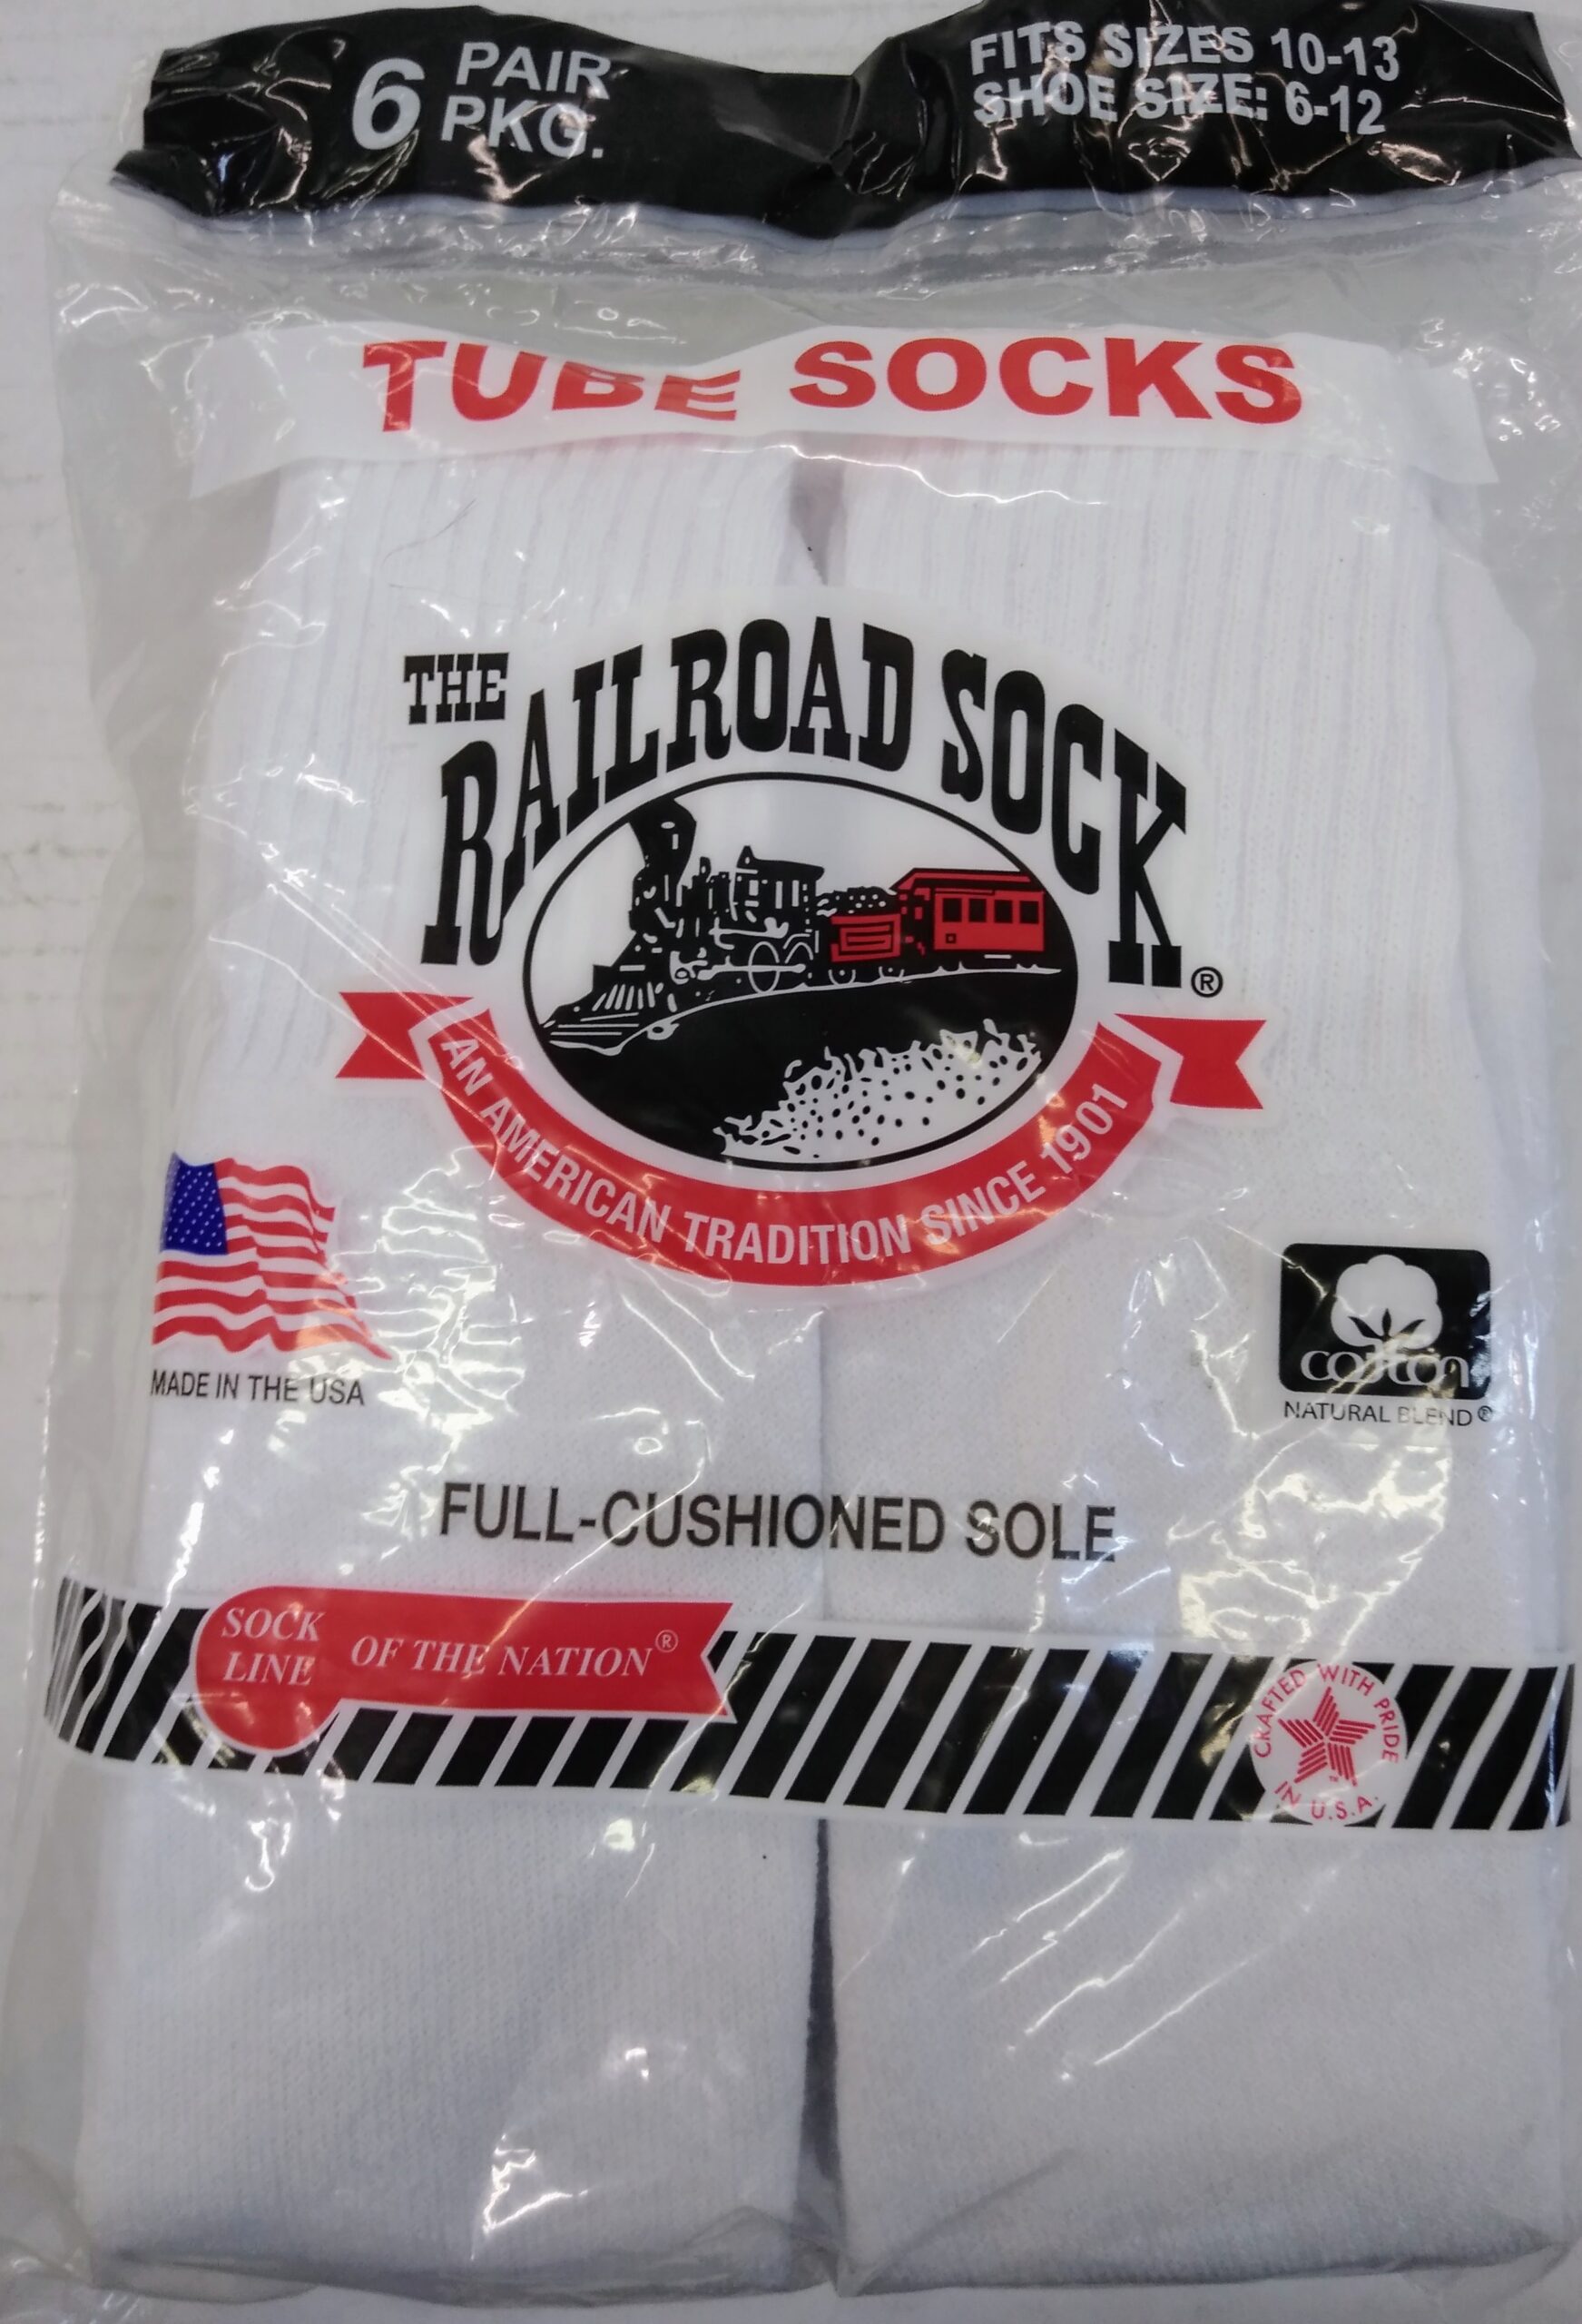 6 PAIR
PKG.
FITS SIZES 10-13
SHOE SIZE: 6-12
TUBE SOCKS
THE
RAILROAD SOCK®
AN AMERICAN TRADITION SINCE 1901
MADE IN THE USA
cotton
NATURAL BLEND®
FULL-CUSHIONED SOLE
SOCK
LINE
OF THE NATION®
CRAFTED WITH PRIDE
IN U.S.A.